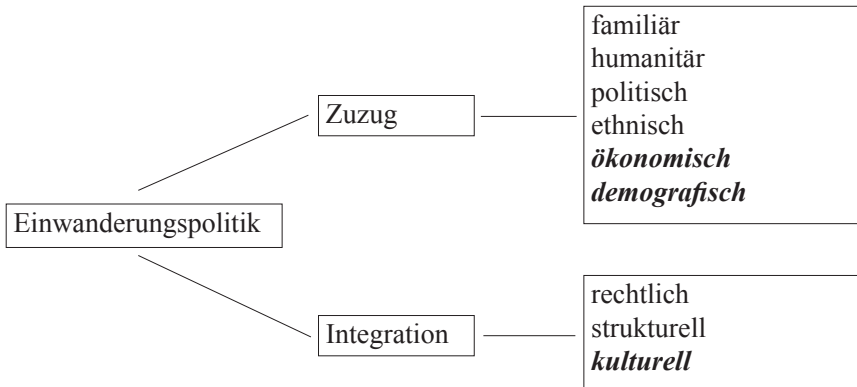 familiär
humanitär
politisch
ethnisch
ökonomisch
demografisch
Zuzug
Einwanderungspolitik
Integration
rechtlich
strukturell
kulturell